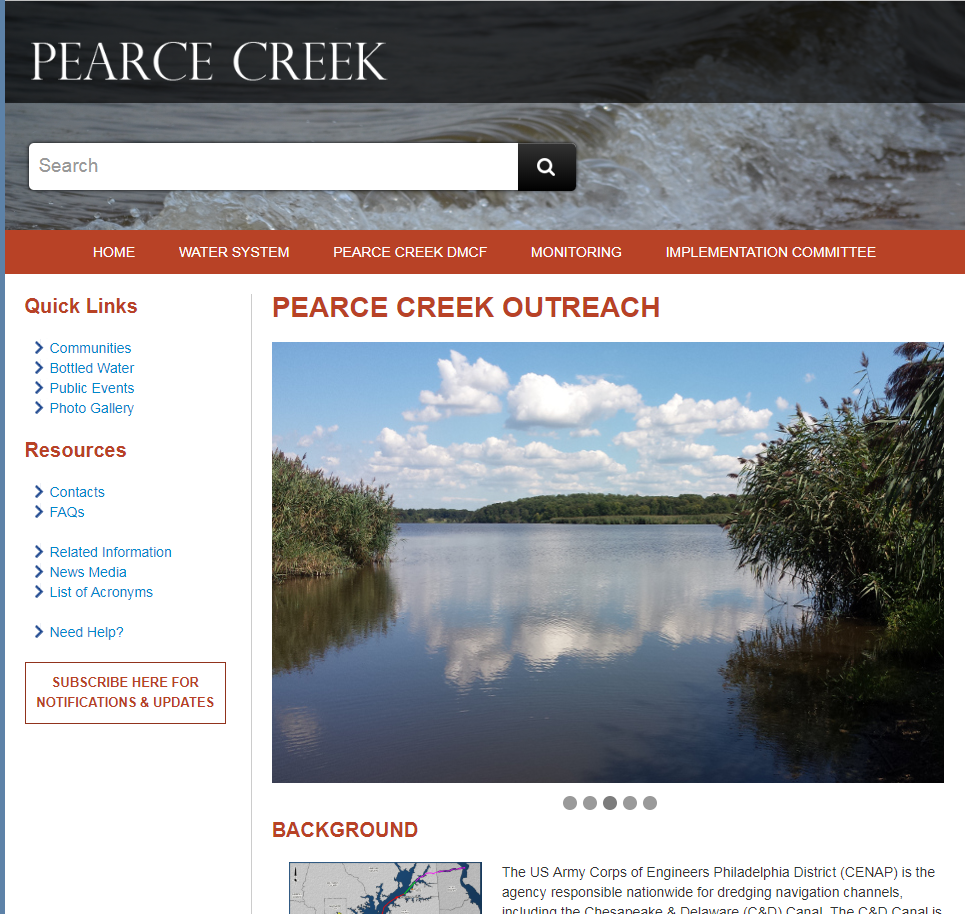 PEARCE CREEK
Search
HOME
WATER SYSTEM
PEARCE CREEK DMCF
MONITORING
IMPLEMENTATION COMMITTEE
Quick Links
Communities
Bottled Water
Public Events
Photo Gallery
Resources
Contacts
FAQs
Related Information
News Media
List of Acronyms
Need Help?
SUBSCRIBE HERE FOR
NOTIFICATIONS & UPDATES
PEARCE CREEK OUTREACH
BACKGROUND
The US Army Corps of Engineers Philadelphia District (CENAP) is the
agency responsible nationwide for dredging navigation channels,
including the Chesapeake & Delaware (C&D) Canal. The C&D Canal is